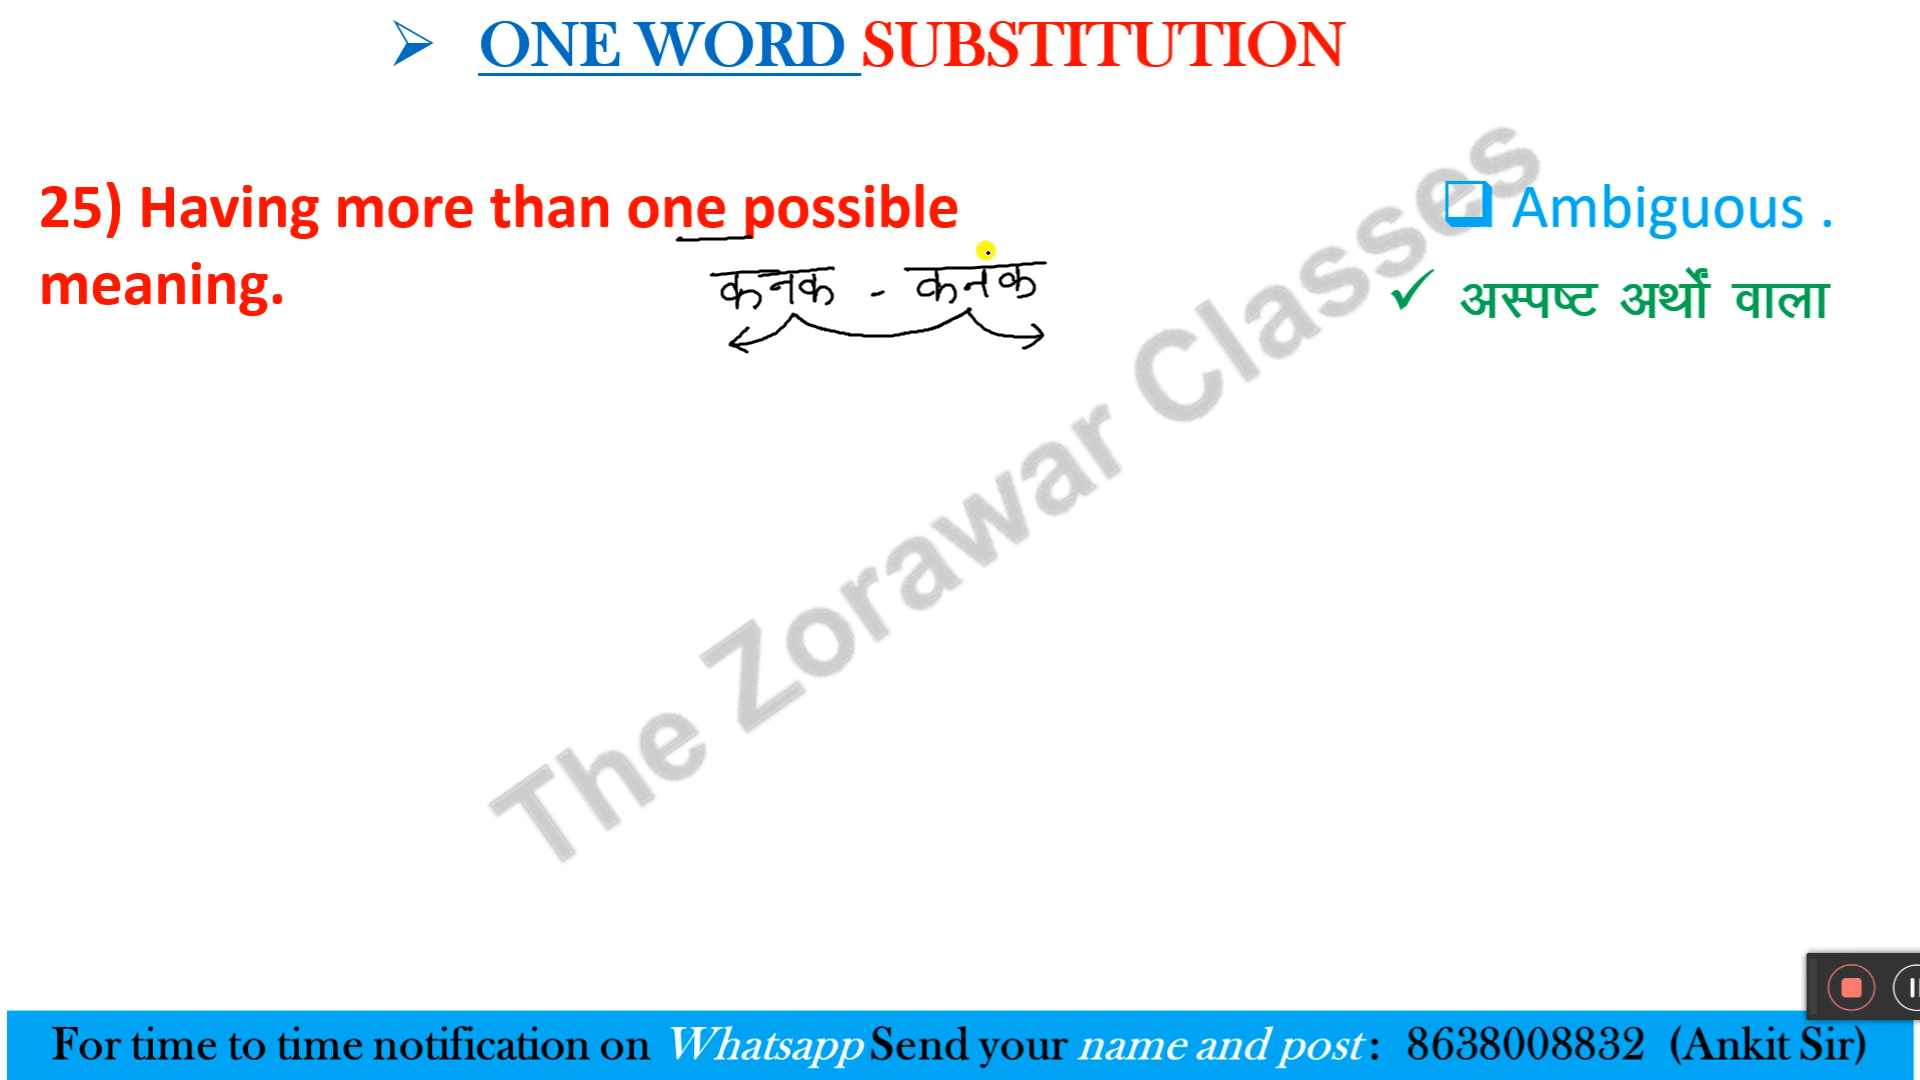 ➢ ONE WORD SUBSTITUTION
25) Having more than one possible
meaning.
❑ Ambiguous .
✓ अस्पष्ट अर्थों वाला
कनक - कनक
The Zorawar Classes
For time to time notification on Whatsapp Send your name and post : 8638008832 (Ankit Sir)